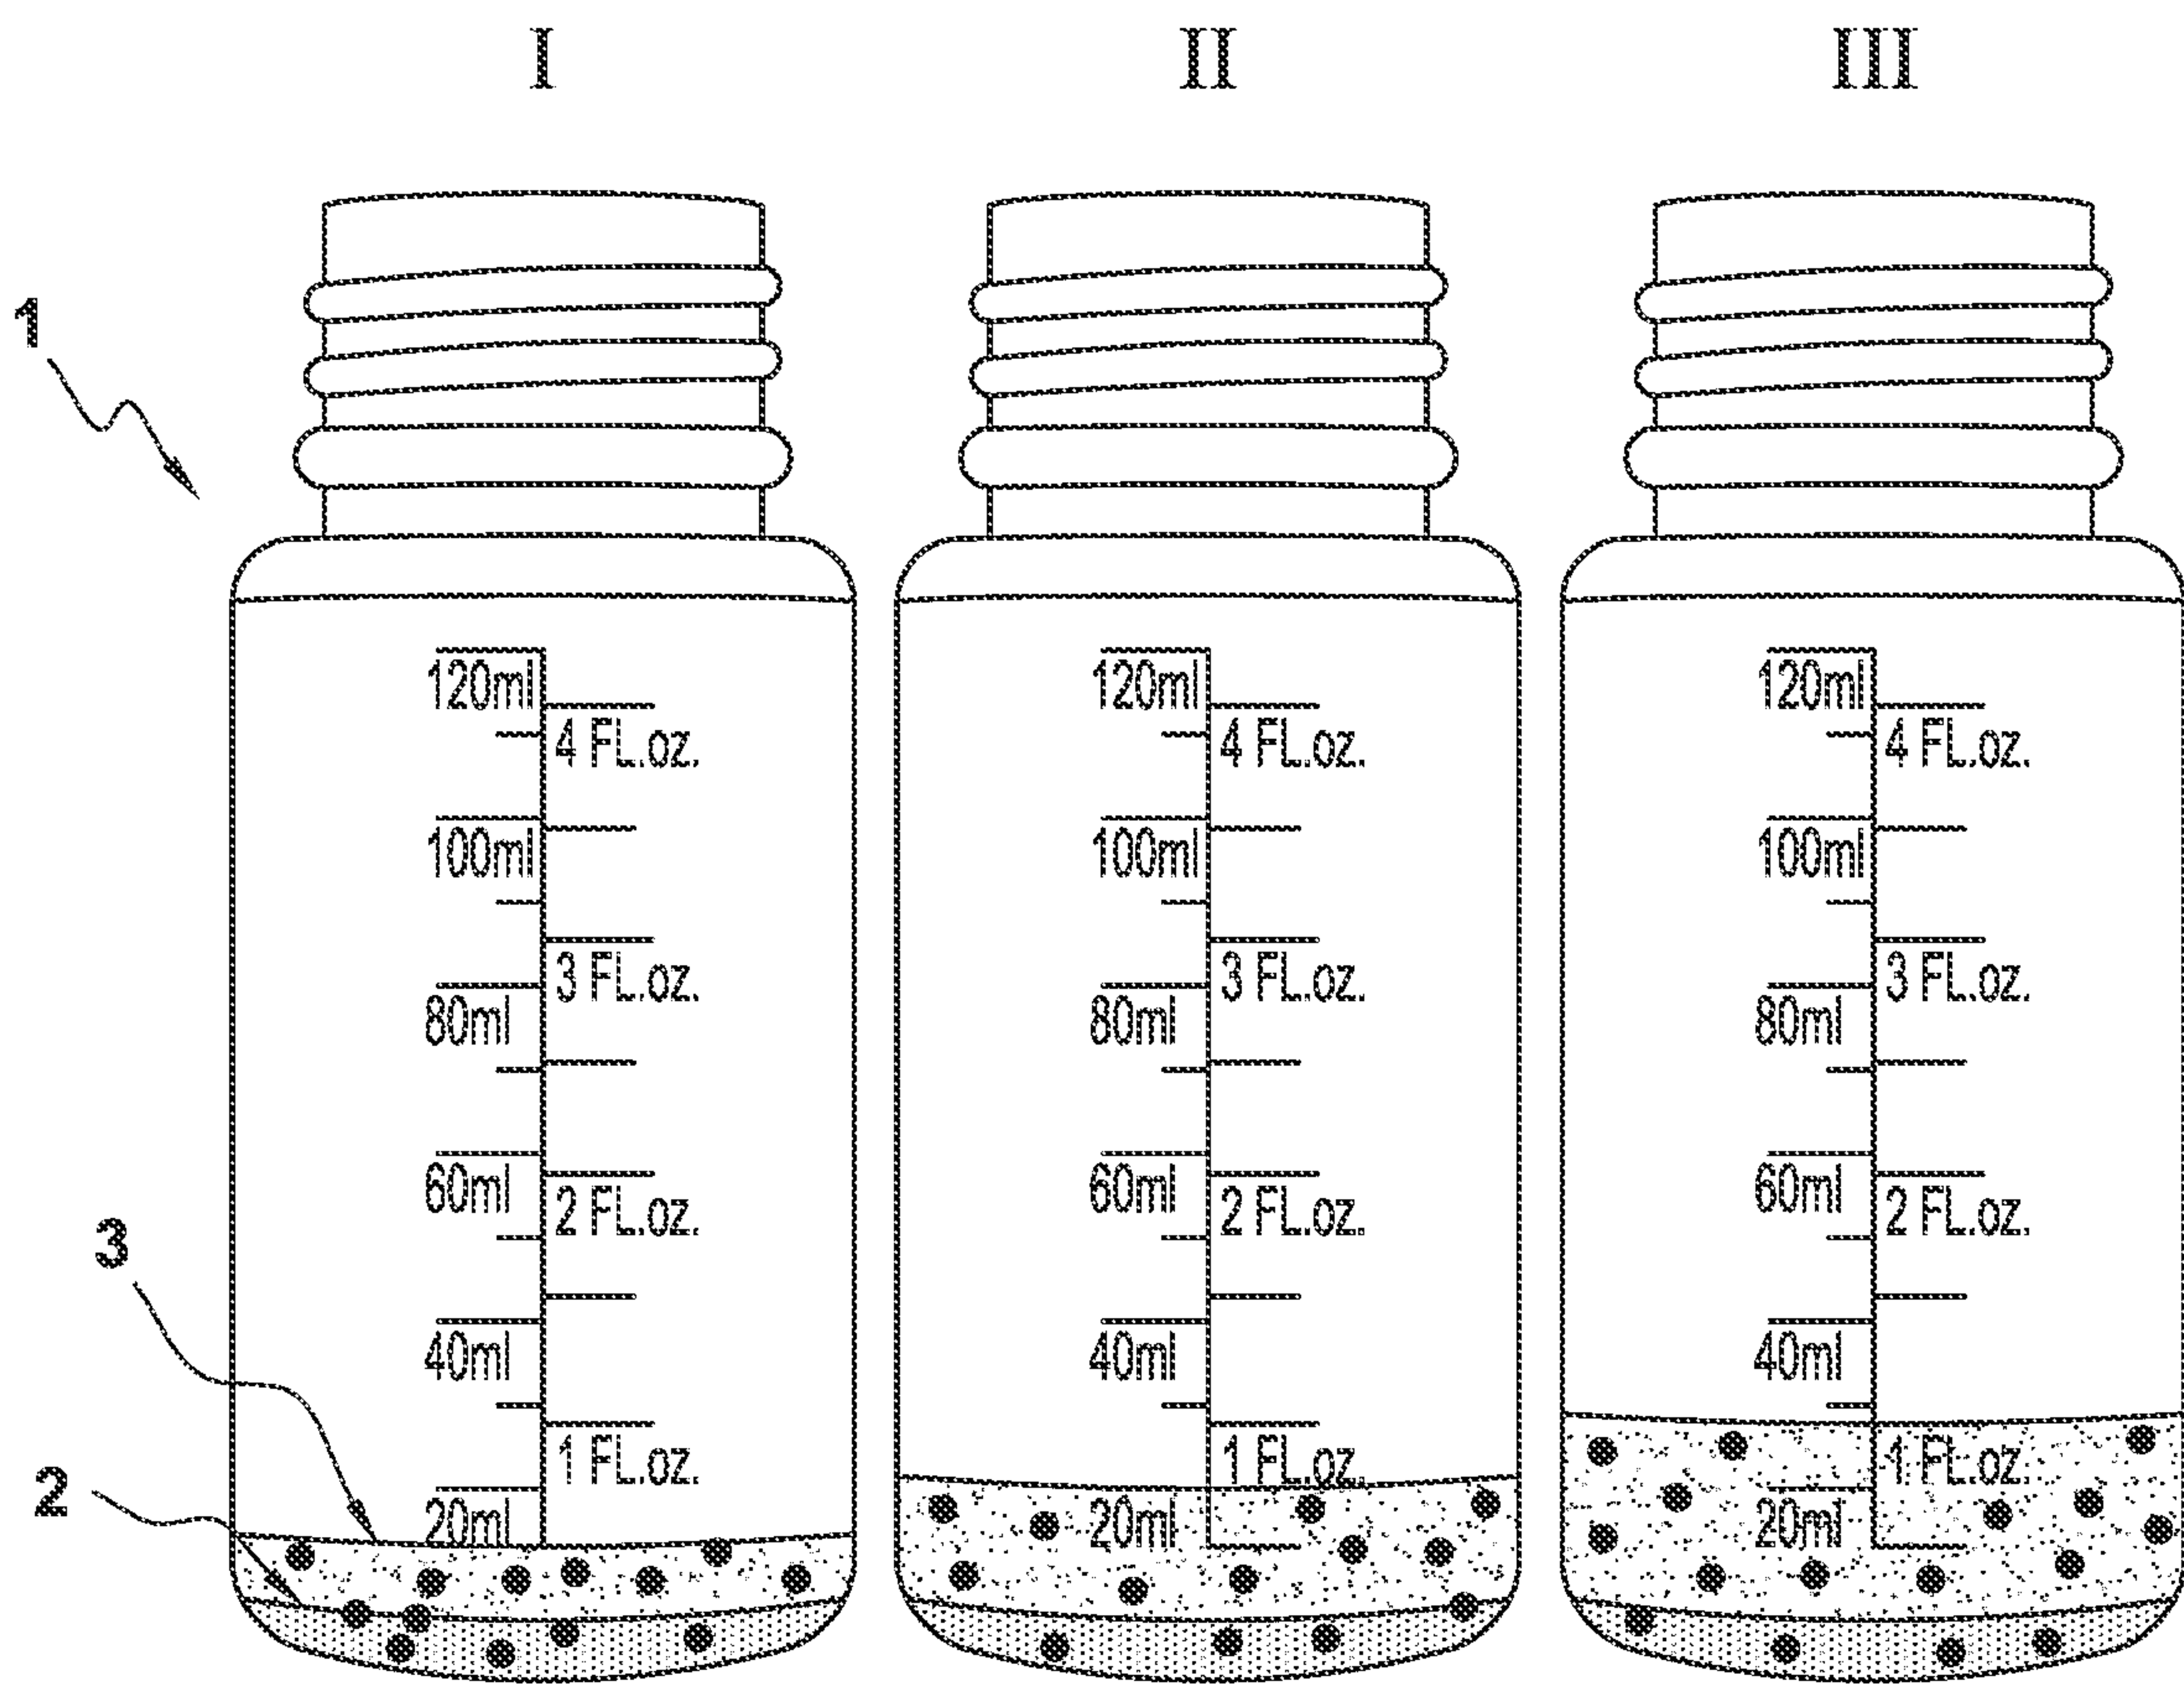 I II III
1
120ml 120ml 120ml
4 FL.oz. 4 FL.oz. 4 FL.oz.
100ml 100ml 100ml
3 FL.oz. 3 FL.oz. 3 FL.oz.
80ml 80ml 80ml
60ml 60ml 60ml
2 FL.oz. 2 FL.oz. 2 FL.oz.
3
40ml 40ml 40ml
1 FL.oz. 1 FL.oz. 1 FL.oz.
2
20ml 20ml 20ml